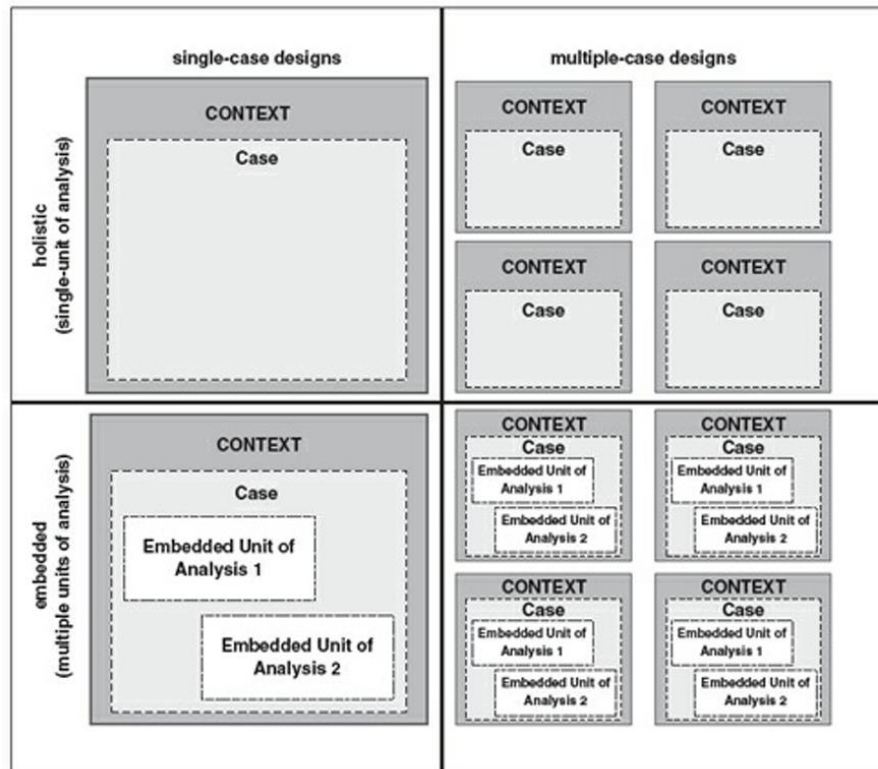 single-case designs
multiple-case designs
holistic
(single-unit of analysis)
CONTEXT
Case
CONTEXT
Case
CONTEXT
Case
CONTEXT
Case
CONTEXT
Case
embedded
(multiple units of analysis)
CONTEXT
Case
Embedded Unit of
Analysis 1
Embedded Unit of
Analysis 2
CONTEXT
Case
Embedded Unit of
Analysis 1
Embedded Unit of
Analysis 2
CONTEXT
Case
Embedded Unit of
Analysis 1
Embedded Unit of
Analysis 2
CONTEXT
Case
Embedded Unit of
Analysis 1
Embedded Unit of
Analysis 2
CONTEXT
Case
Embedded Unit of
Analysis 1
Embedded Unit of
Analysis 2